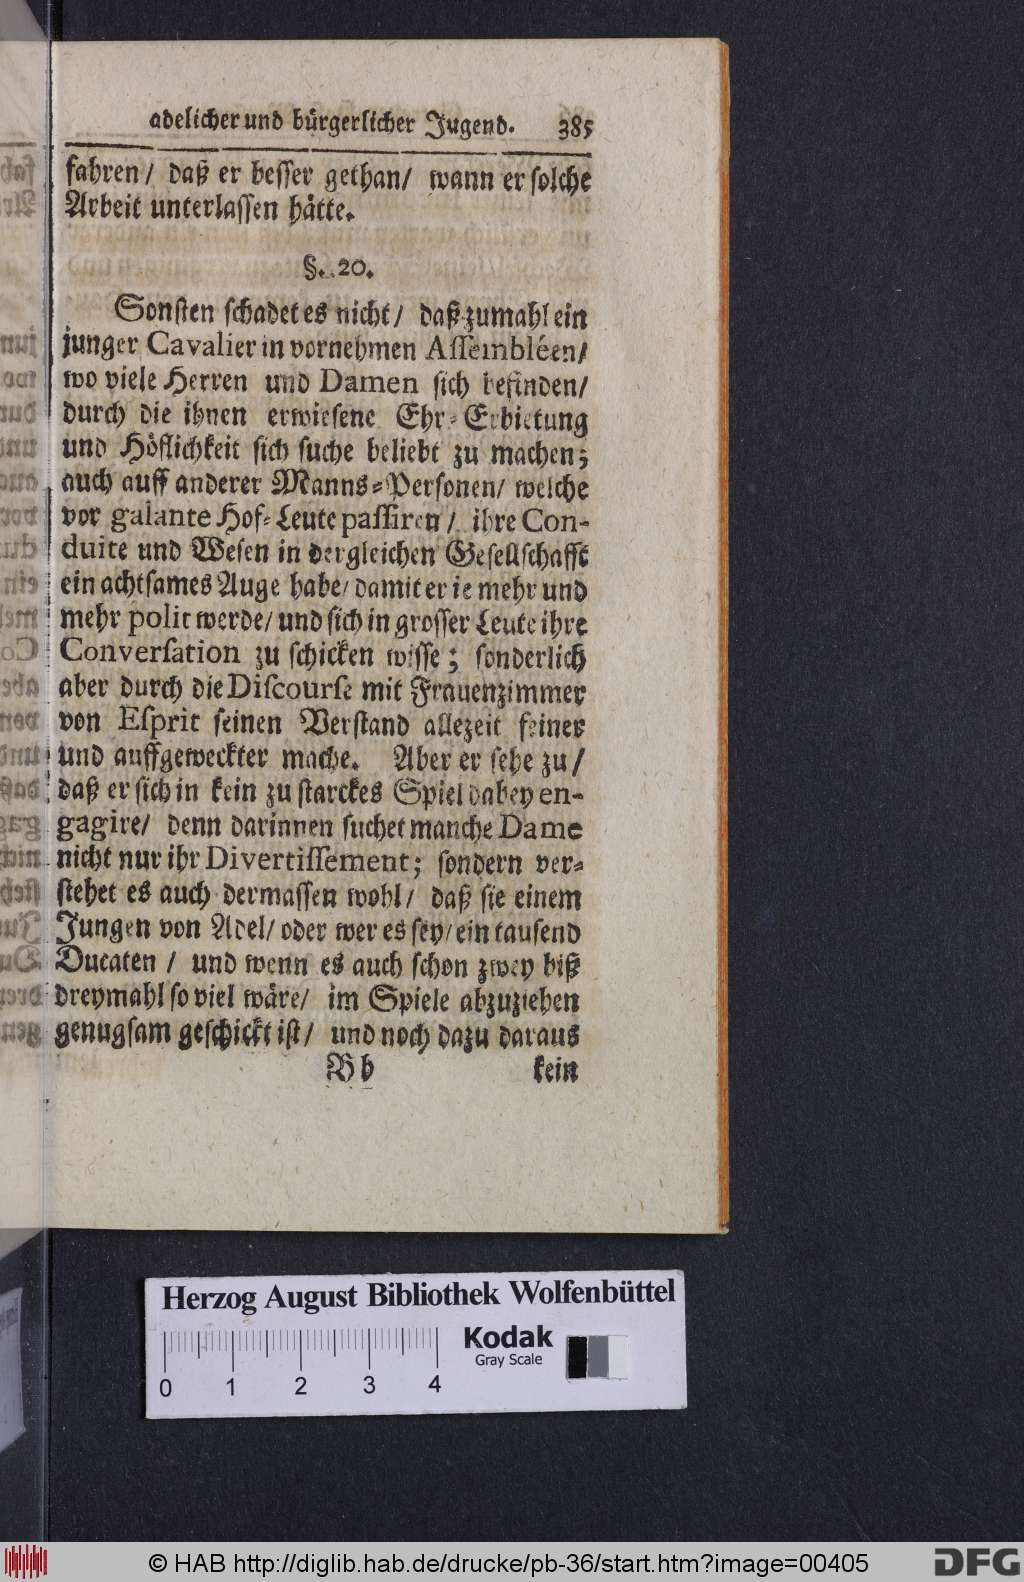 adelicher und bürgerlicher Jugend. 385
fahren / daß er besser gethan / wann er solche
Arbeit unterlassen hätte.
§. 20.
Sonsten schadet es nicht / daß zumahl ein
junger Cavalier in vornehmen Assembléen /
wo viele Herren und Damen sich befinden /
durch die ihnen erwiesene Ehr-Erbietung
und Höflichkeit sich suche beliebt zu machen;
auch auff anderer Manns-Personen / welche
vor galante Hof-Leute passiren / ihre Con-
duite und Wesen in dergleichen Gesellschafft
ein achtsames Auge habe / damit er ie mehr und
mehr polit werde / und sich in grosser Leute ihre
Conversation zu schicken wisse; sonderlich
aber durch die Discourse mit Frauenzimmer
von Esprit seinen Verstand allezeit feiner
und auffgeweckter mache. Aber er sehe zu /
daß er sich in kein zu starckes Spiel dabey en-
gagire / denn darinnen suchet manche Dame
nicht nur ihr Divertissement; sondern ver-
stehet es auch dermassen wohl / daß sie einem
Jungen von Adel / oder wer es sey / ein tausend
Ducaten / und wenn es auch schon zwey biß
dreymahl so viel wäre / im Spiele abzuziehen
genugsam geschickt ist / und noch dazu daraus
Bb kein
Herzog August Bibliothek Wolfenbüttel
Kodak
Gray Scale
0 1 2 3 4
© HAB http://diglib.hab.de/drucke/pb-36/start.htm?image=00405
DFG